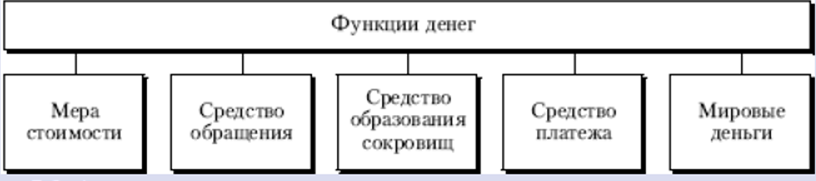 Функции денег
Мера
стоимости
Средство
обращения
Средство
образования
сокровищ
Средство
платежа
Мировые
деньги